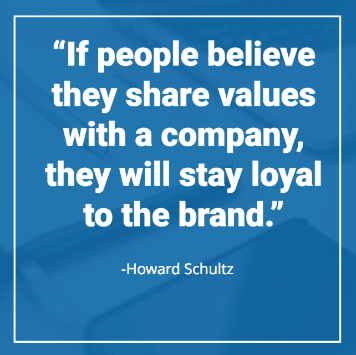 “If people believe
they share values
with a company,
they will stay loyal
to the brand.”
-Howard Schultz